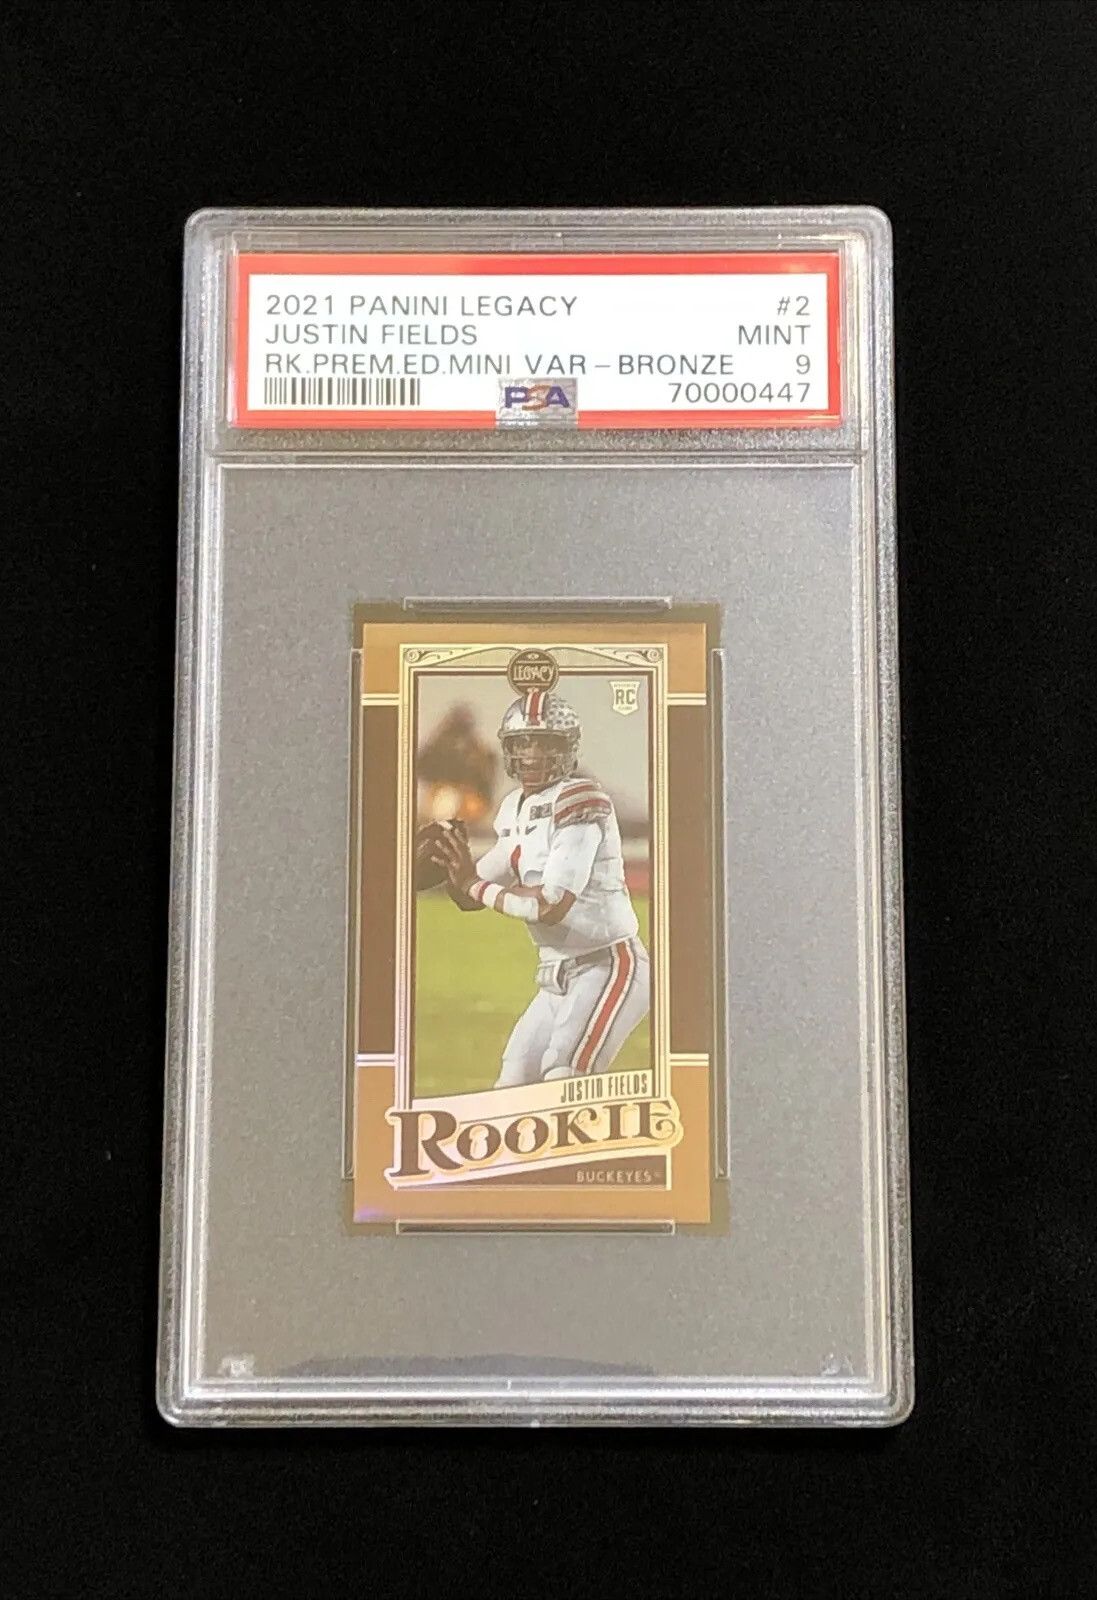 2021 PANINI LEGACY #2
JUSTIN FIELDS MINT
RK.PREM.ED.MINI VAR-BRONZE 9
PSA 70000447
LEGACY
RC
JUSTIN FIELDS
ROOKIE
BUCKEYES